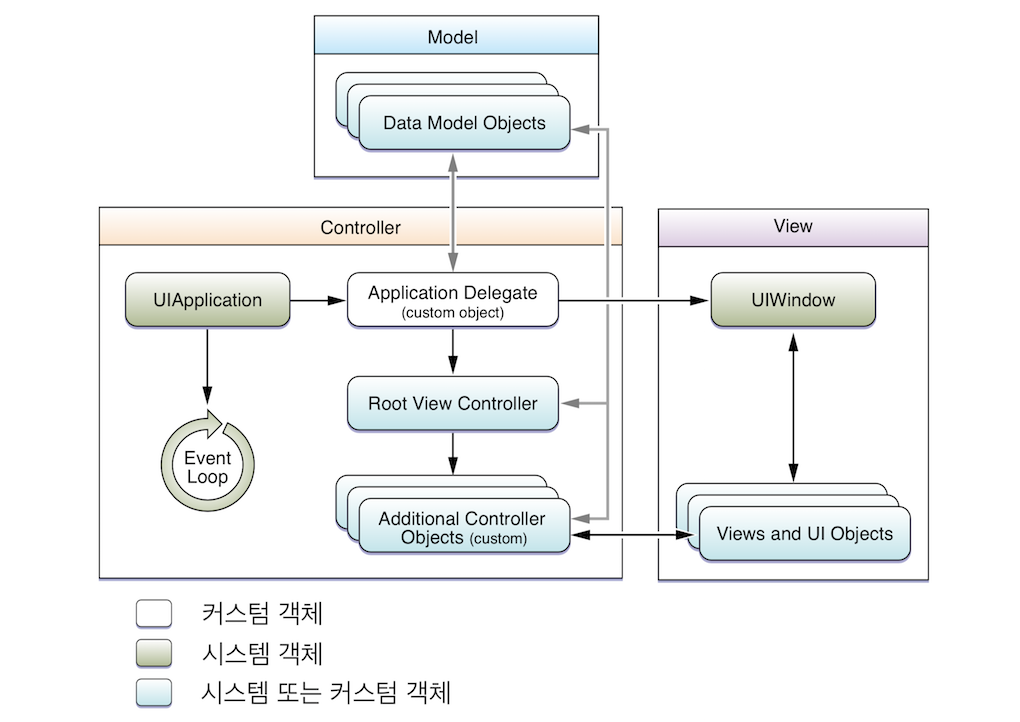 Model
Data Model Objects
Controller
View
UIApplication
Application Delegate
(custom object)
UIWindow
Root View Controller
Event
Loop
Additional Controller
Objects (custom)
Views and UI Objects
커스텀 객체
시스템 객체
시스템 또는 커스텀 객체